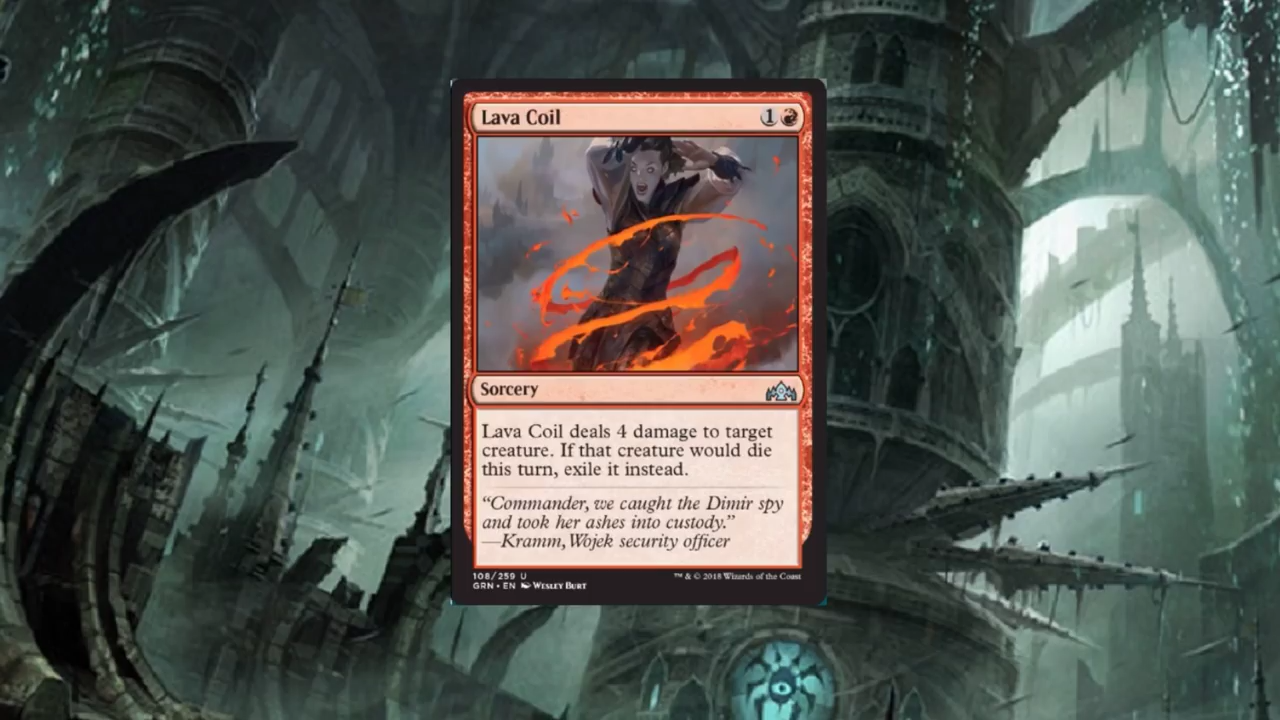 Lava Coil 1
Sorcery
Lava Coil deals 4 damage to target
creature. If that creature would die
this turn, exile it instead.
“Commander, we caught the Dimir spy
and took her ashes into custody.”
—Kramm, Wojek security officer
108/259 U
GRN • EN Wesley Burt
™ & © 2018 Wizards of the Coast